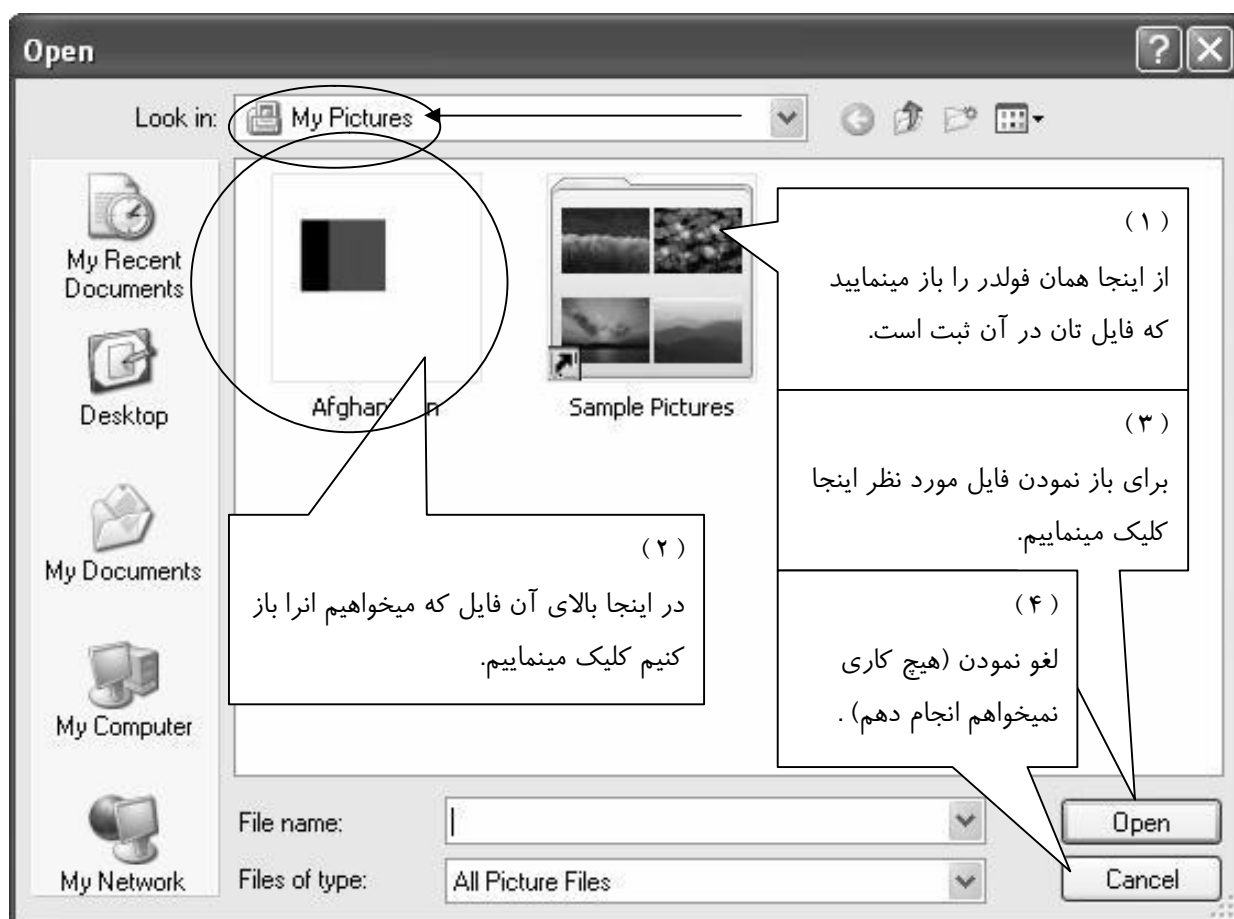 Open
Look in:
My Pictures
My Recent
Documents
Desktop
My Documents
My Computer
My Network
Sample Pictures
(۱)
از اینجا همان فولدر را باز مینمایید
که فایل تان در آن ثبت است.
(۲)
در اینجا بالای آن فایل که میخواهیم انرا باز
کنیم کلیک مینماییم.
(۳)
برای باز نمودن فایل مورد نظر اینجا
کلیک مینماییم.
(۴)
لغو نمودن (هیچ کاری
نمیخواهم انجام دهم) .
File name:
Open
Files of type:
All Picture Files
Cancel